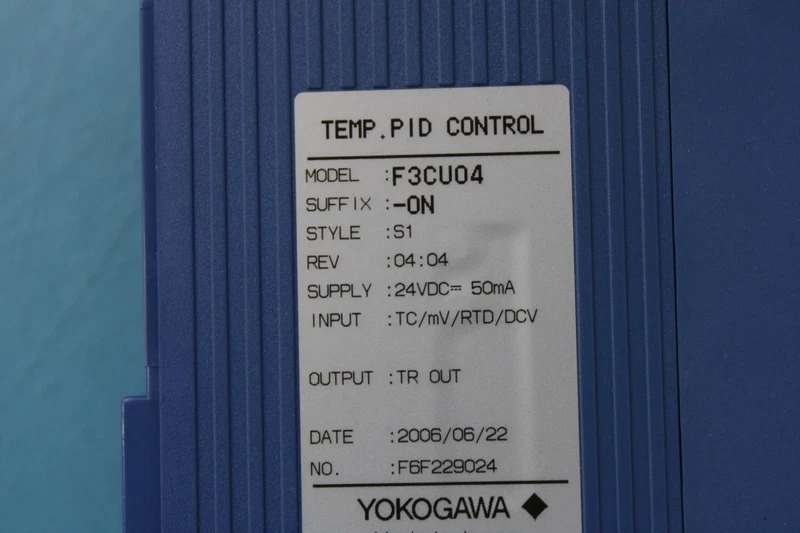 TEMP.PID CONTROL
MODEL :F3CU04
SUFFIX :-0N
STYLE :S1
REV :04:04
SUPPLY :24VDC⎓ 50mA
INPUT :TC/mV/RTD/DCV
OUTPUT :TR OUT
DATE :2006/06/22
NO. :F6F229024
YOKOGAWA ◆